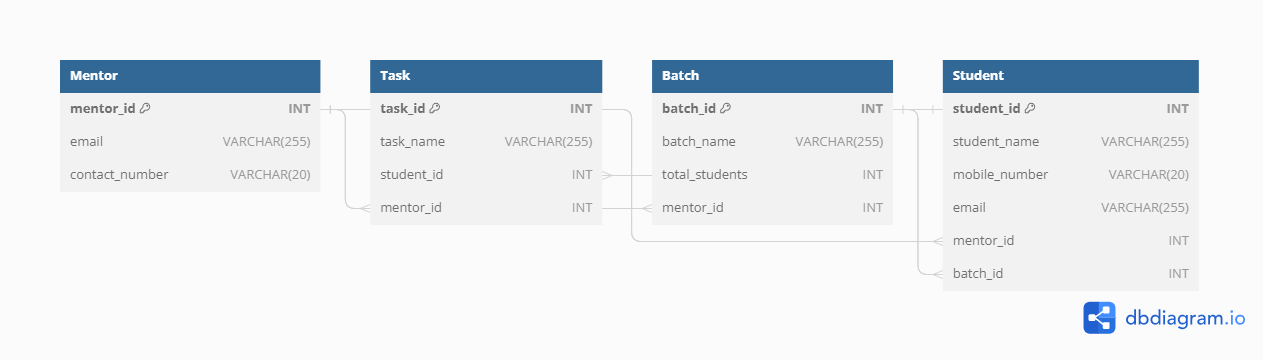 Mentor
mentor_id INT
email VARCHAR(255)
contact_number VARCHAR(20)
Task
task_id INT
task_name VARCHAR(255)
student_id INT
mentor_id INT
Batch
batch_id INT
batch_name VARCHAR(255)
total_students INT
mentor_id INT
Student
student_id INT
student_name VARCHAR(255)
mobile_number VARCHAR(20)
email VARCHAR(255)
mentor_id INT
batch_id INT
dbdiagram.io